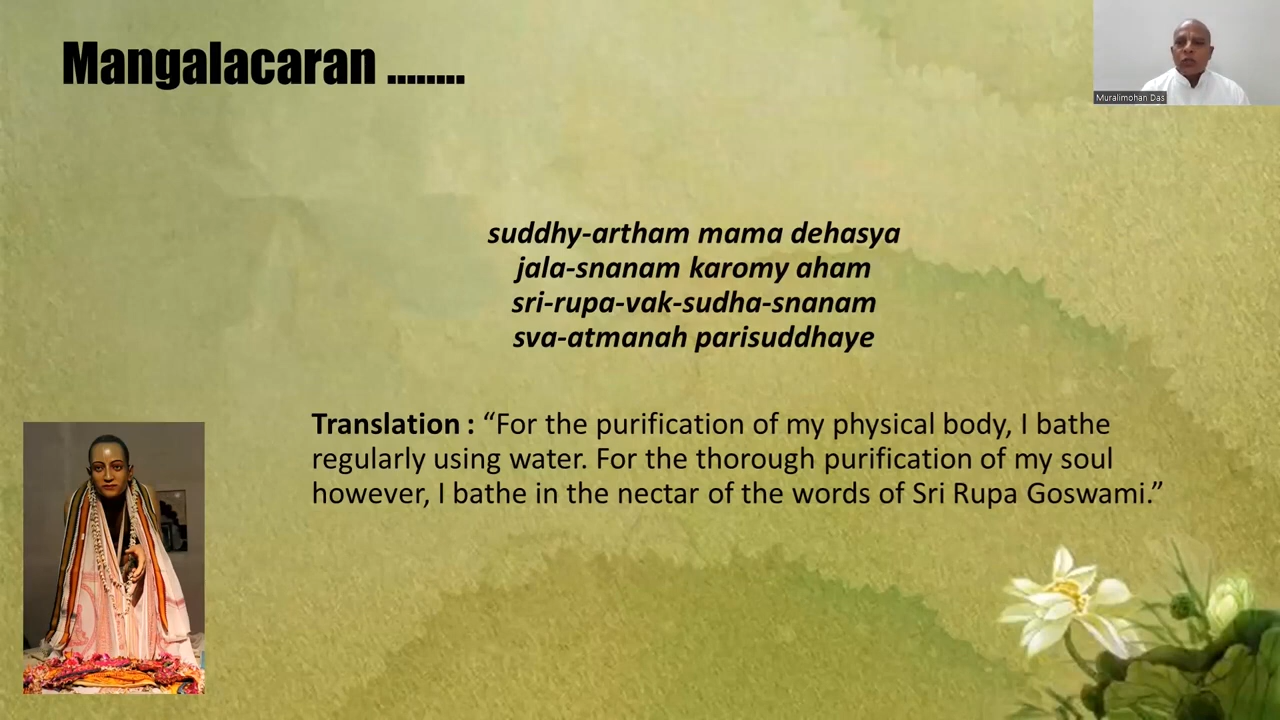 Mangalacaran ........
Muralimohan Das
suddhy-artham mama dehasya
jala-snanam karomy aham
sri-rupa-vak-sudha-snanam
sva-atmanah parisuddhaye
Translation : “For the purification of my physical body, I bathe
regularly using water. For the thorough purification of my soul
however, I bathe in the nectar of the words of Sri Rupa Goswami.”